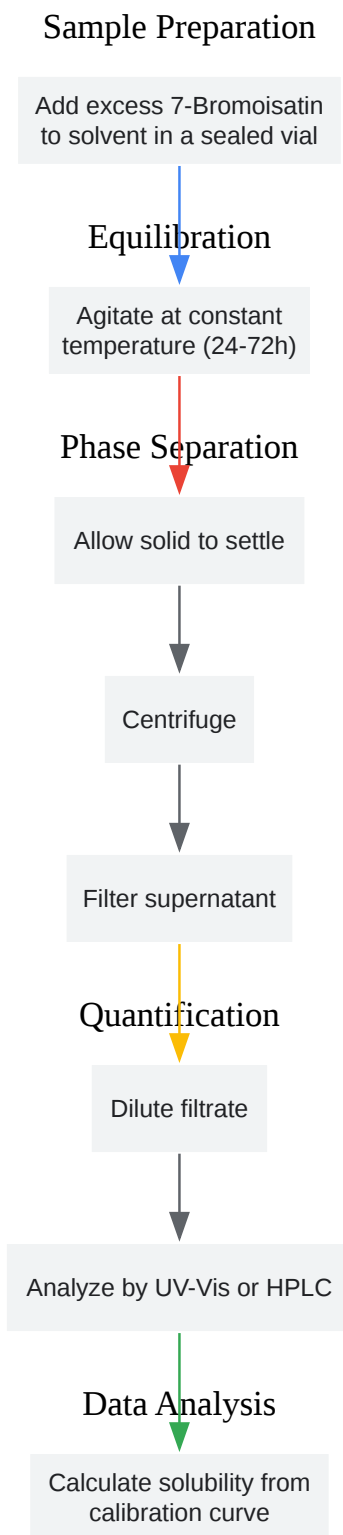 Sample Preparation
Add excess 7-Bromoisatin
to solvent in a sealed vial
Equilibration
Agitate at constant
temperature (24-72h)
Phase Separation
Allow solid to settle
Centrifuge
Filter supernatant
Quantification
Dilute filtrate
Analyze by UV-Vis or HPLC
Data Analysis
Calculate solubility from
calibration curve